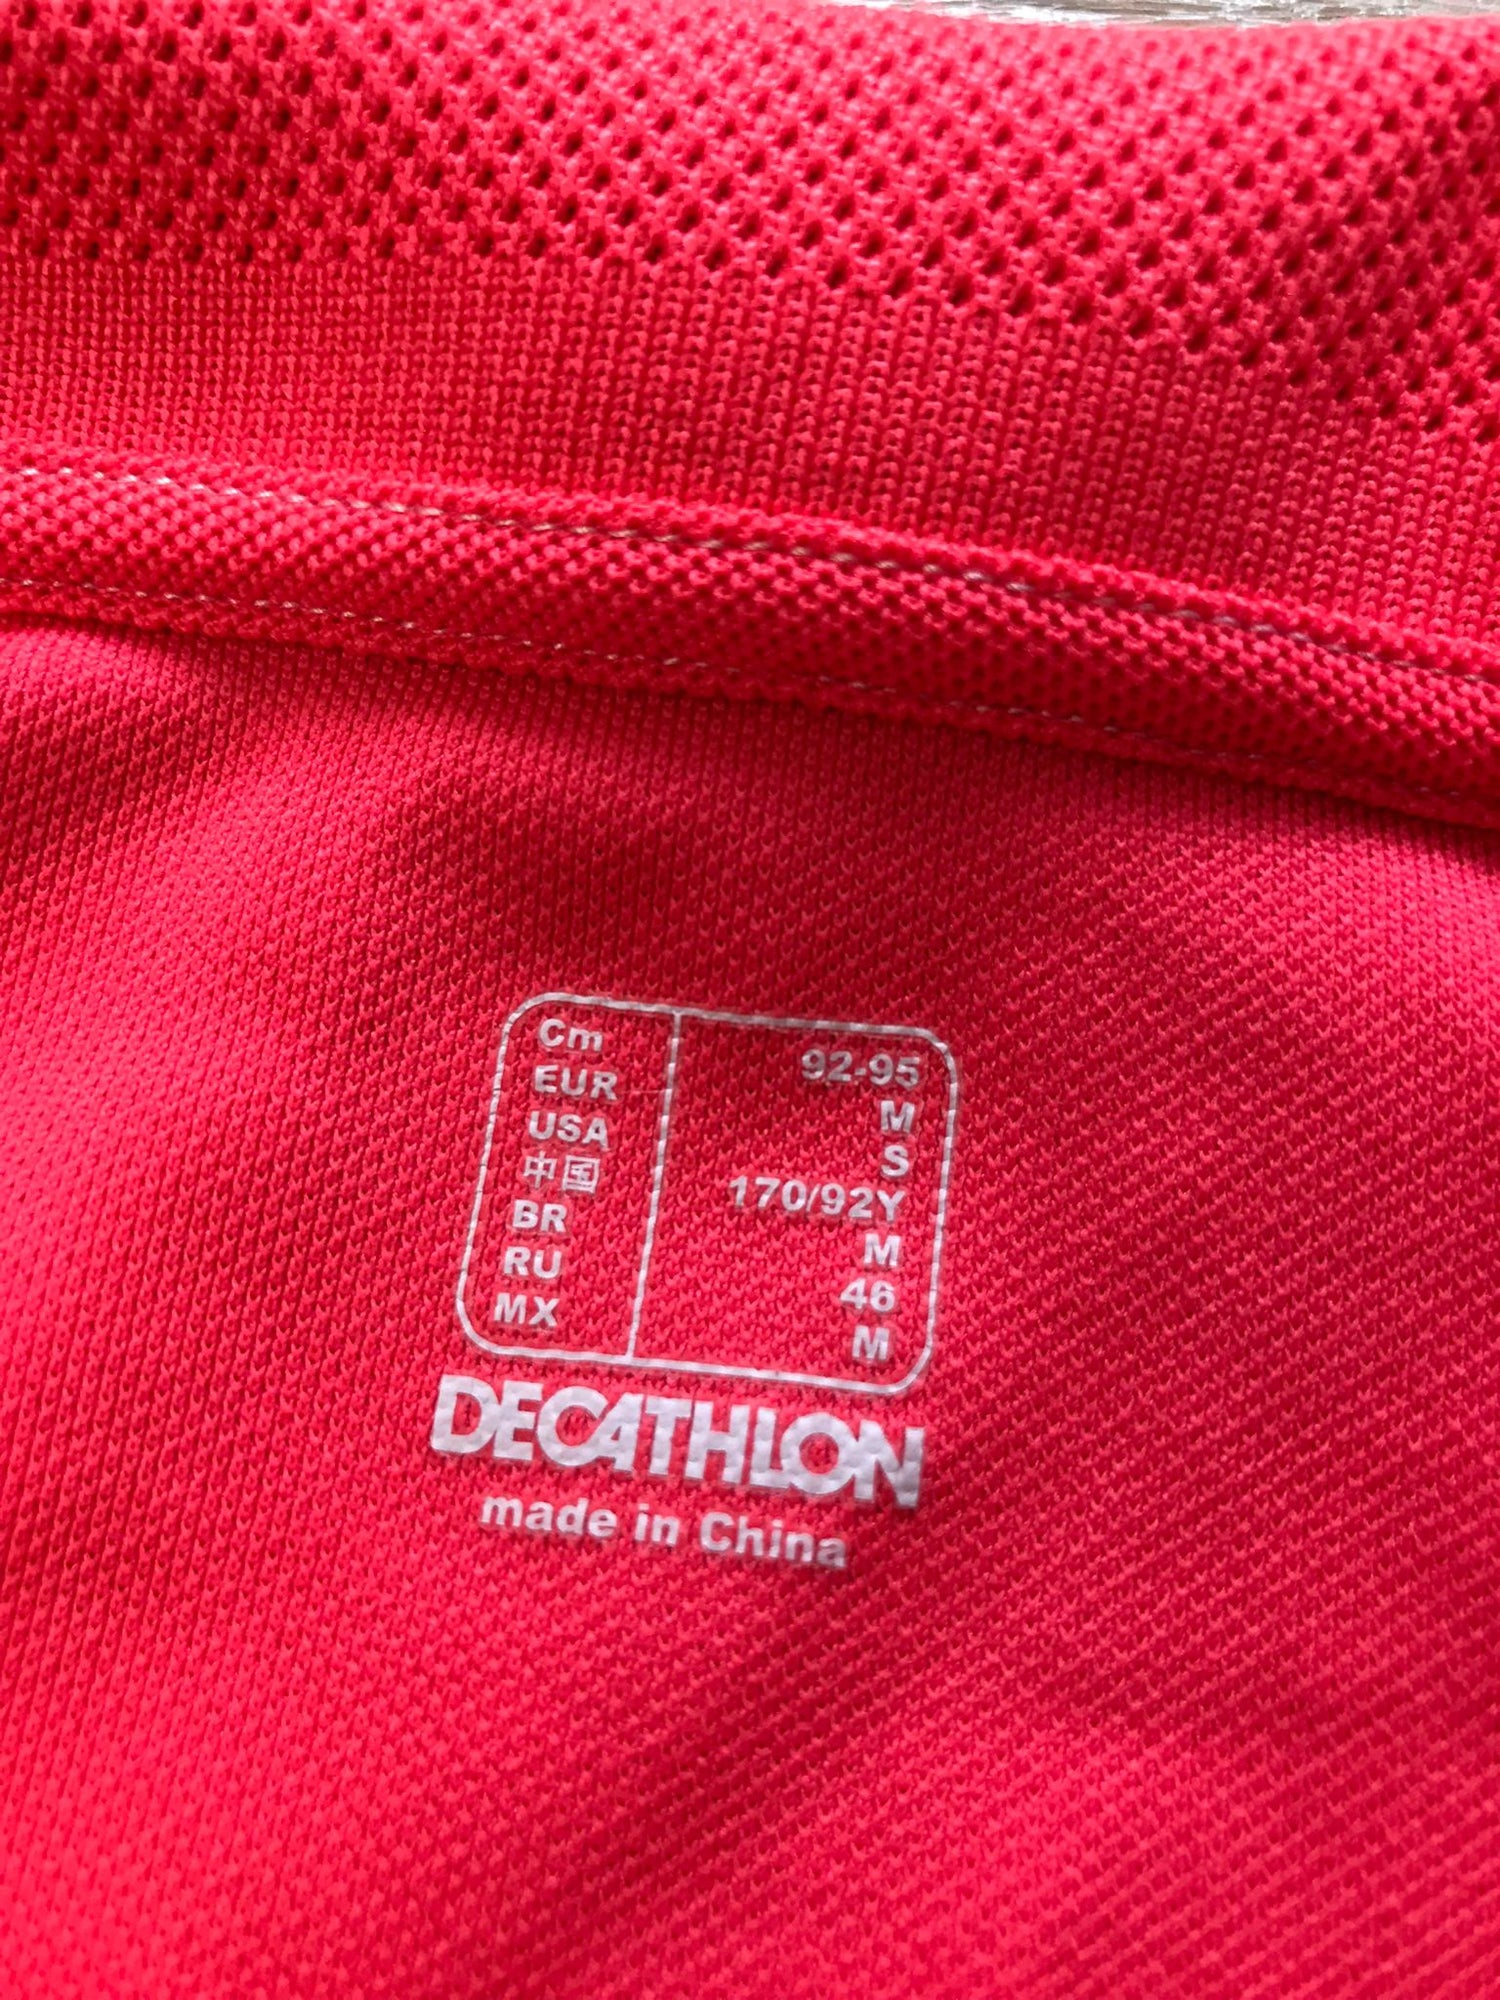 Cm 92-95
EUR M
USA S
中国 170/92Y
BR M
RU 46
MX M
DECATHLON
made in China